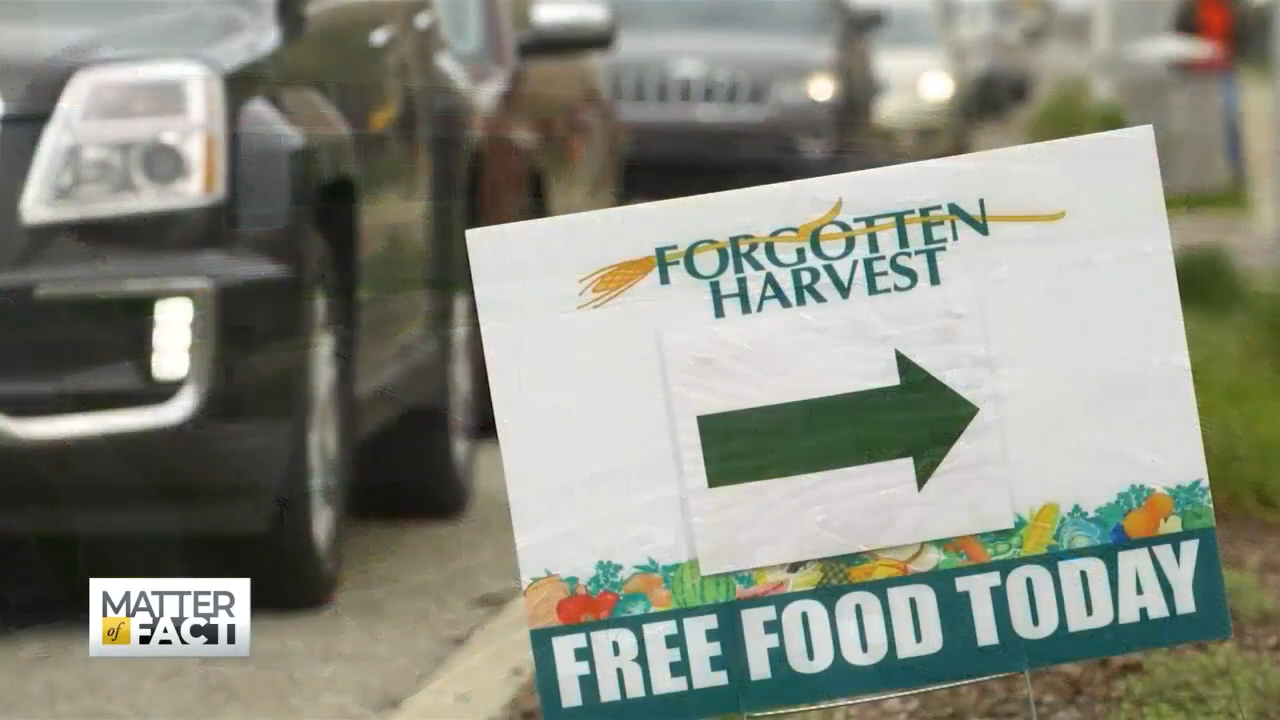 FORGOTTEN
HARVEST
FREE FOOD TODAY
MATTER
of FACT